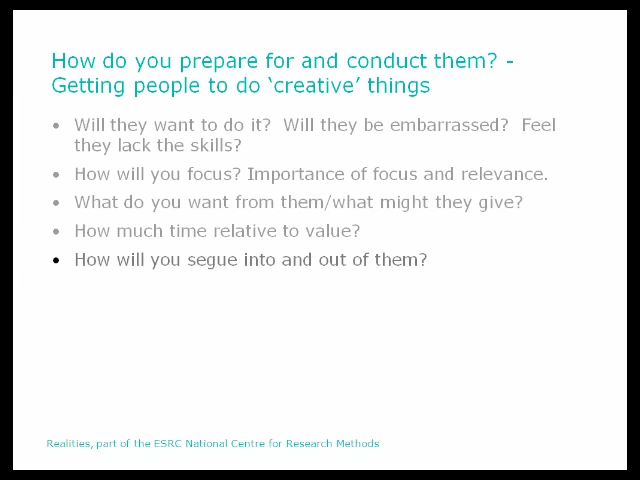 How do you prepare for and conduct them? -
Getting people to do ‘creative’ things
• Will they want to do it?  Will they be embarrassed?  Feel
they lack the skills?
• How will you focus? Importance of focus and relevance.
• What do you want from them/what might they give?
• How much time relative to value?
• How will you segue into and out of them?
Realities, part of the ESRC National Centre for Research Methods